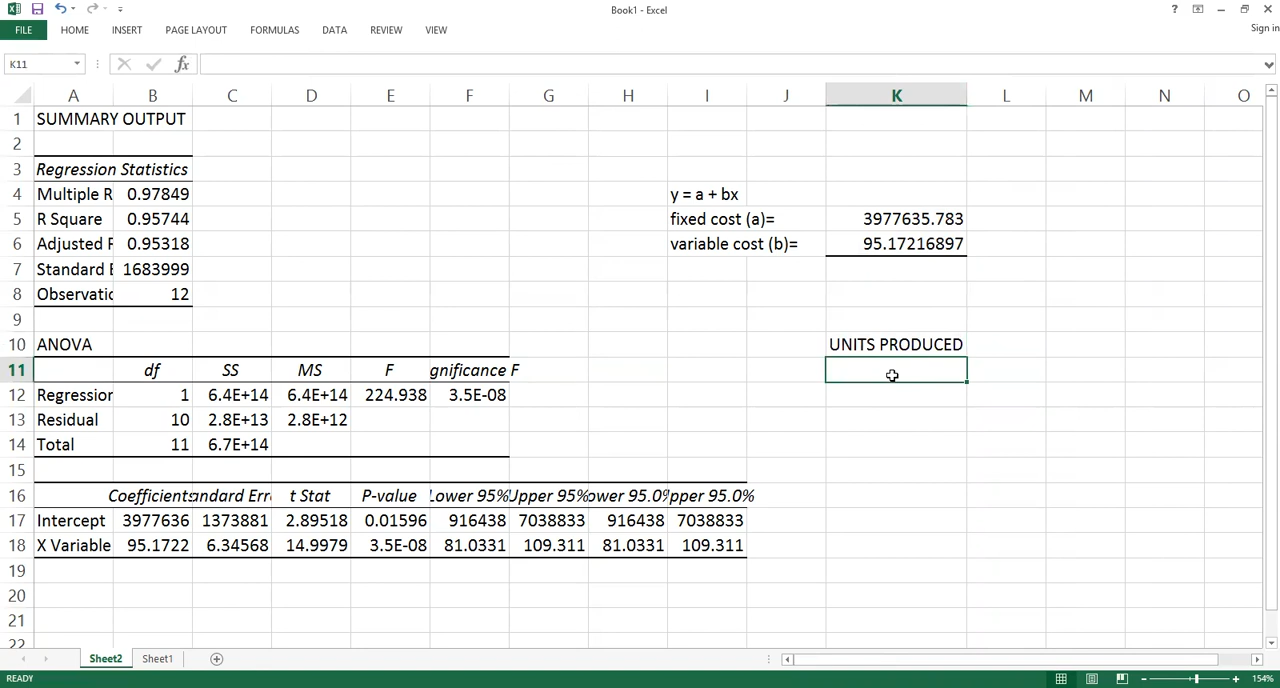 Book1 - Excel
?
FILE HOME INSERT PAGE LAYOUT FORMULAS DATA REVIEW VIEW Sign in
K11 fx
A B C D E F G H I J K L M N O
1 SUMMARY OUTPUT
2
3 Regression Statistics
4 Multiple R 0.97849 y = a + bx
5 R Square 0.95744 fixed cost (a)= 3977635.783
6 Adjusted F 0.95318 variable cost (b)= 95.17216897
7 Standard E 1683999
8 Observatio 12
9
10 ANOVA UNITS PRODUCED
11 df SS MS F gnificance F
12 Regression 1 6.4E+14 6.4E+14 224.938 3.5E-08
13 Residual 10 2.8E+13 2.8E+12
14 Total 11 6.7E+14
15
16 Coefficients andard Erro t Stat P-value Lower 95% Upper 95% ower 95.0% pper 95.0%
17 Intercept 3977636 1373881 2.89518 0.01596 916438 7038833 916438 7038833
18 X Variable 95.1722 6.34568 14.9979 3.5E-08 81.0331 109.311 81.0331 109.311
19
20
21
22
Sheet2 Sheet1
READY 154%